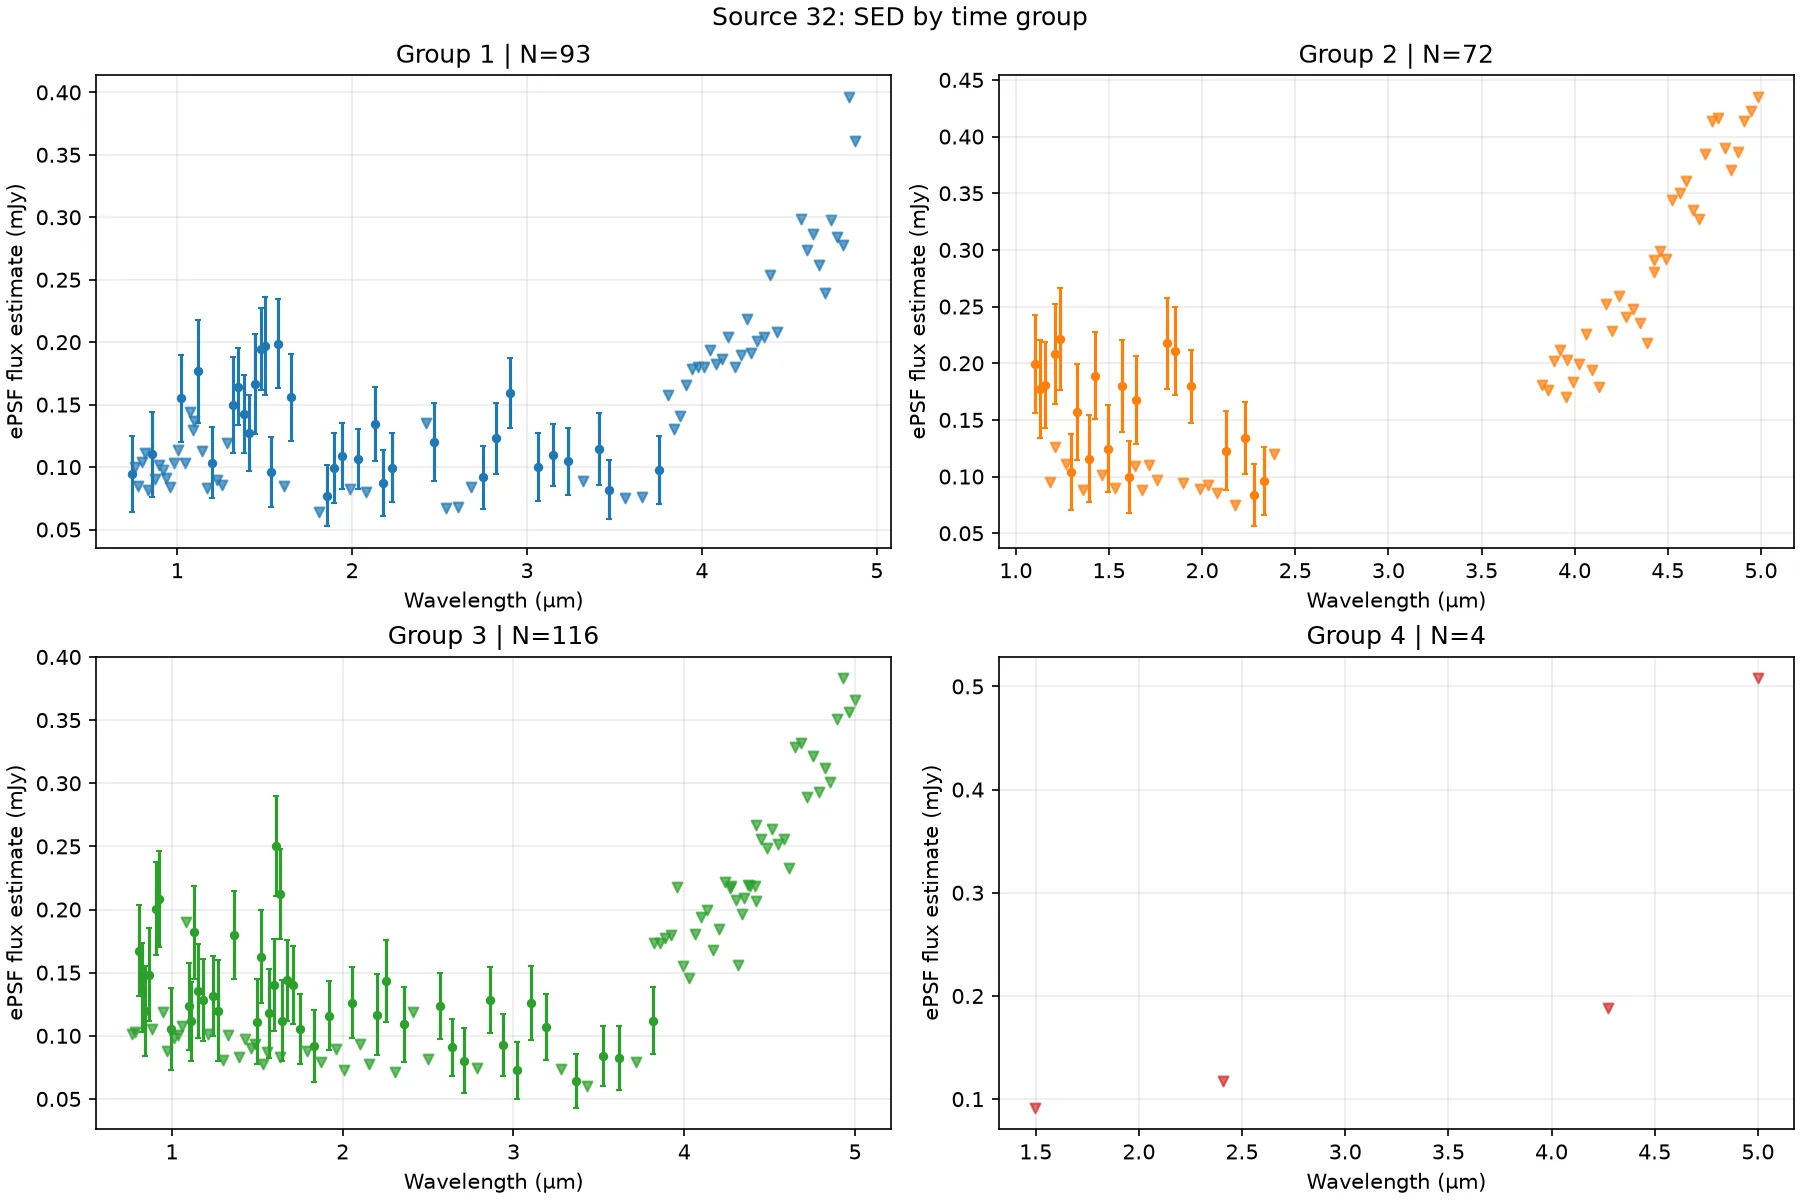 Source 32: SED by time group
Group 1 | N=93
ePSF flux estimate (mJy)
0.40
0.35
0.30
0.25
0.20
0.15
0.10
0.05
1 2 3 4 5
Wavelength (μm)
Group 2 | N=72
ePSF flux estimate (mJy)
0.45
0.40
0.35
0.30
0.25
0.20
0.15
0.10
0.05
1.0 1.5 2.0 2.5 3.0 3.5 4.0 4.5 5.0
Wavelength (μm)
Group 3 | N=116
ePSF flux estimate (mJy)
0.40
0.35
0.30
0.25
0.20
0.15
0.10
0.05
1 2 3 4 5
Wavelength (μm)
Group 4 | N=4
ePSF flux estimate (mJy)
0.5
0.4
0.3
0.2
0.1
1.5 2.0 2.5 3.0 3.5 4.0 4.5 5.0
Wavelength (μm)